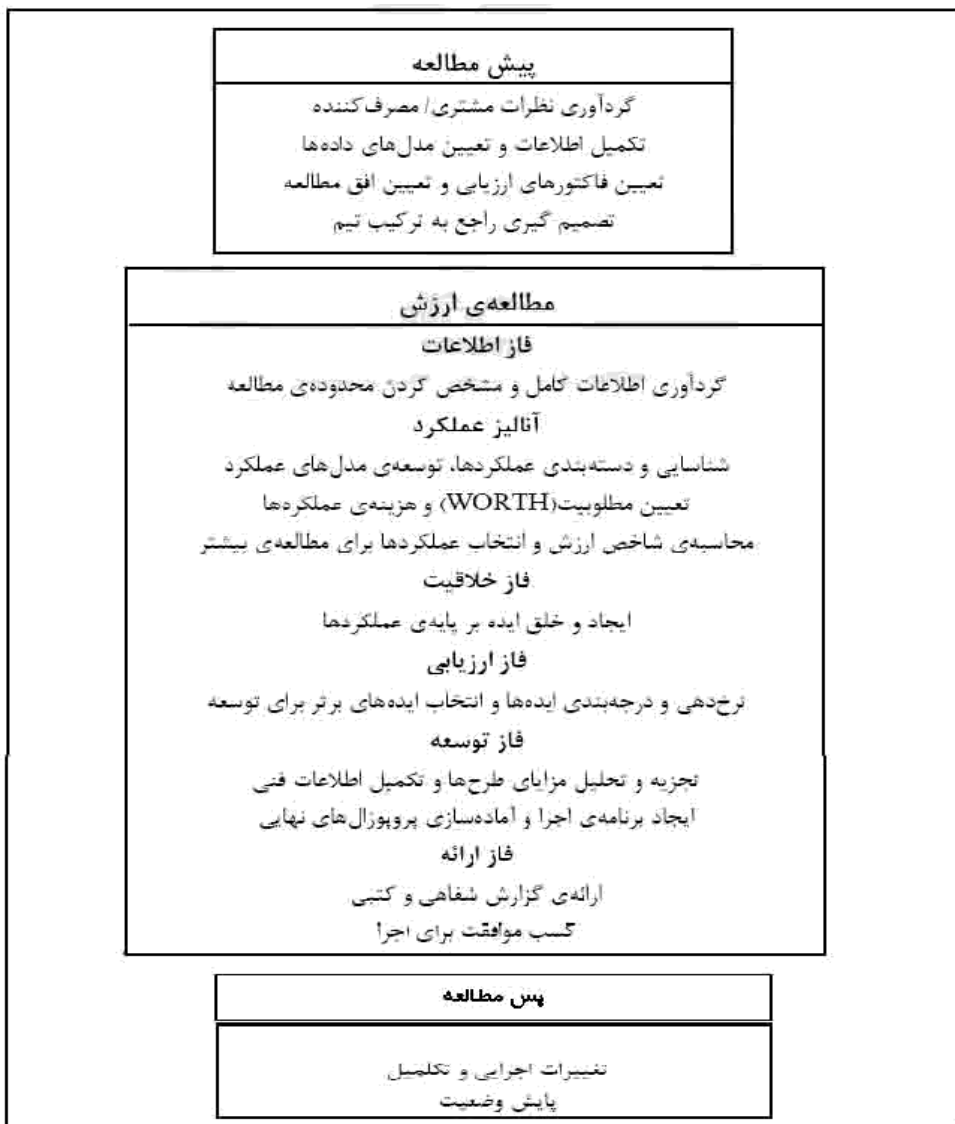 پیش مطالعه
گردآوری نظرات مشتری/ مصرف‌کننده
تکمیل اطلاعات و تعیین مدل‌های داده‌ها
تعیین فاکتورهای ارزیابی و تعیین افق مطالعه
تصمیم گیری راجع به ترکیب تیم
مطالعه‌ی ارزش
فاز اطلاعات
گردآوری اطلاعات کامل و مشخص کردن محدوده‌ی مطالعه
آنالیز عملکرد
شناسایی و دسته‌بندی عملکردها، توسعه‌ی مدل‌های عملکرد
تعیین مطلوبیت(WORTH) و هزینه‌ی عملکردها
محاسبه‌ی شاخص ارزش و انتخاب عملکردها برای مطالعه‌ی بیشتر
فاز خلاقیت
ایجاد و خلق ایده بر پایه‌ی عملکردها
فاز ارزیابی
نرخ‌دهی و درجه‌بندی ایده‌ها و انتخاب ایده‌های برتر برای توسعه
فاز توسعه
تجزیه و تحلیل مزایای طرح‌ها و تکمیل اطلاعات فنی
ایجاد برنامه‌ی اجرا و آماده‌سازی پروپوزال‌های نهایی
فاز ارائه
ارائه‌ی گزارش شفاهی و کتبی
کسب موافقت برای اجرا
پس مطالعه
تغییرات اجرایی و تکلمیل
پایش وضعیت